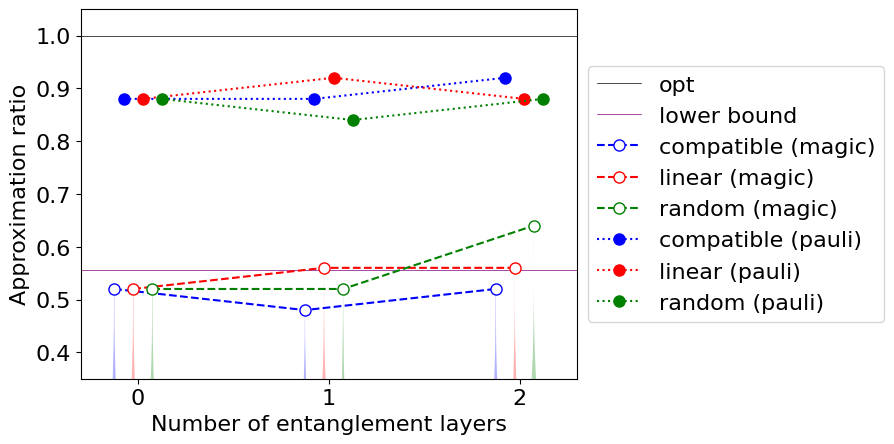 Approximation ratio
1.0
0.9
0.8
0.7
0.6
0.5
0.4
0
1
2
Number of entanglement layers
opt
lower bound
compatible (magic)
linear (magic)
random (magic)
compatible (pauli)
linear (pauli)
random (pauli)